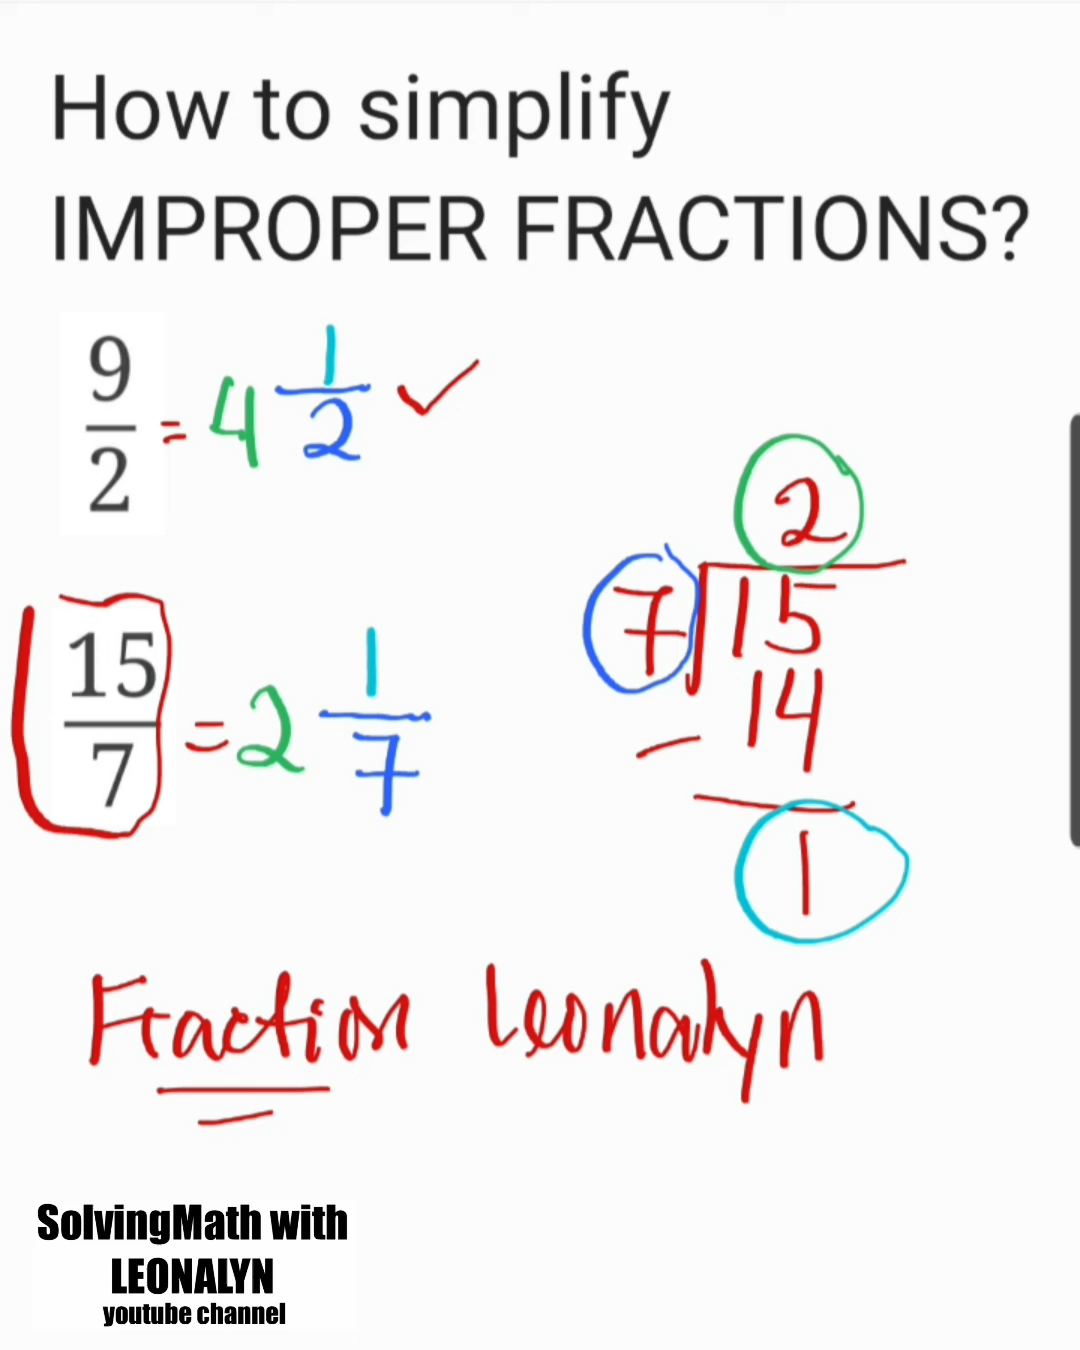 How to simplify
IMPROPER FRACTIONS?
9/2 = 4 1/2 ✓
15/7 = 2 1/7
2
7 15
- 14
1
Fraction Leonalyn
SolvingMath with
LEONALYN
youtube channel